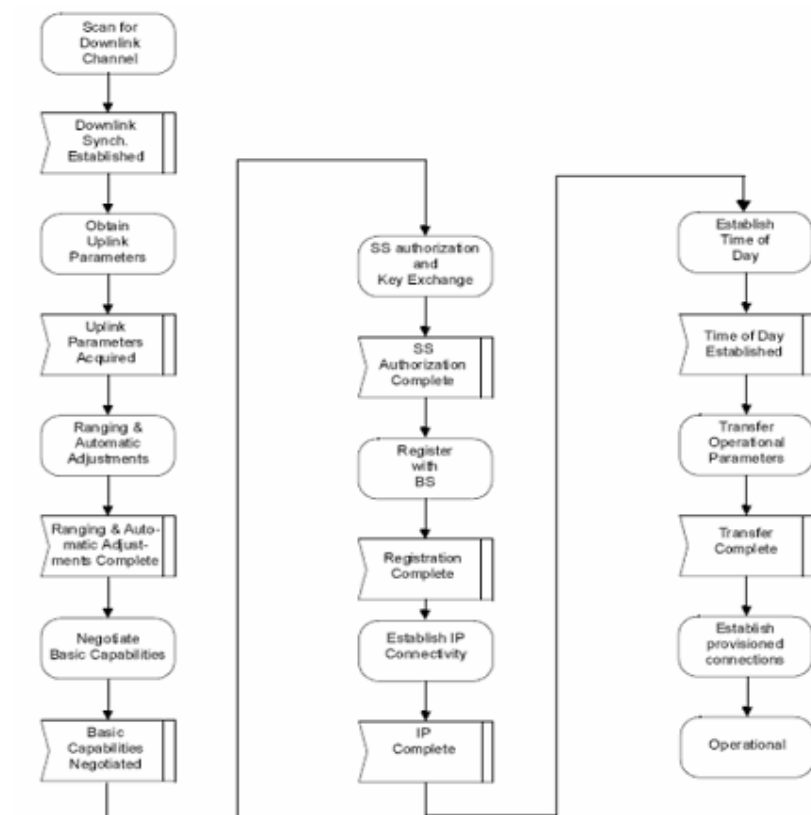 Scan for
Downlink
Channel
Downlink
Synch.
Established
Obtain
Uplink
Parameters
Uplink
Parameters
Acquired
Ranging &
Automatic
Adjustments
Ranging & Auto-
matic Adjust-
ments Complete
Negotiate
Basic Capabilities
Basic
Capabilities
Negotiated
SS authorization
and
Key Exchange
SS
Authorization
Complete
Register
with
BS
Registration
Complete
Establish IP
Connectivity
IP
Complete
Establish
Time of
Day
Time of Day
Established
Transfer
Operational
Parameters
Transfer
Complete
Establish
provisioned
connections
Operational